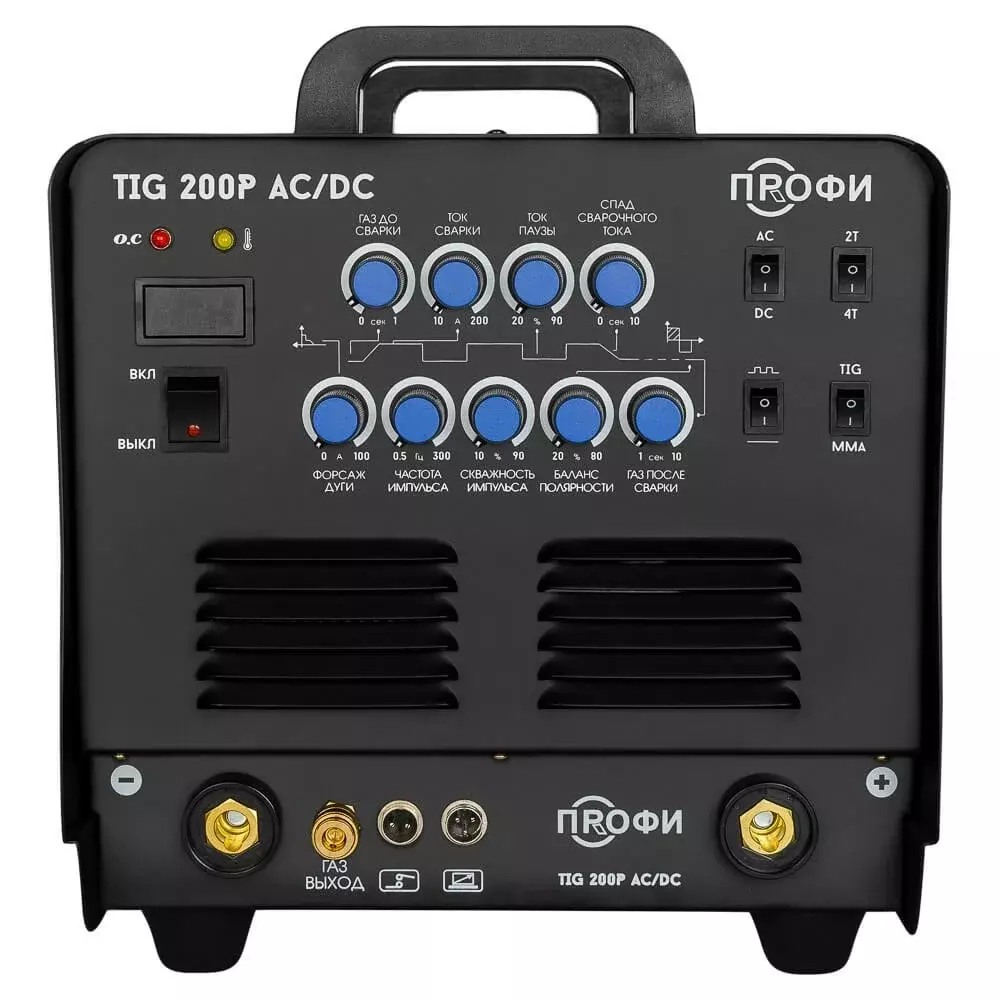 TIG 200P AC/DC
ПROФИ
о.с
ГАЗ ДО
СВАРКИ
ТОК
СВАРКИ
ТОК
ПАУЗЫ
СПАД
СВАРОЧНОГО
ТОКА
0 сек 1
10 А 200
20 % 90
0 сек 10
AC
DC
2T
4T
ВКЛ
ВЫКЛ
0 А 100
0.5 Гц 300
10 % 90
20 % 80
1 сек 10
ФОРСАЖ
ДУГИ
ЧАСТОТА
ИМПУЛЬСА
СКВАЖНОСТЬ
ИМПУЛЬСА
БАЛАНС
ПОЛЯРНОСТИ
ГАЗ ПОСЛЕ
СВАРКИ
TIG
MMA
−
+
ГАЗ
ВЫХОД
ПROФИ
TIG 200P AC/DC